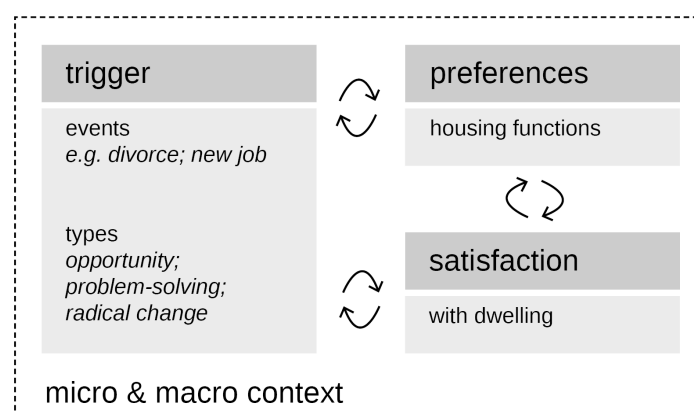 trigger
events
e.g. divorce; new job
types
opportunity;
problem-solving;
radical change
preferences
housing functions
satisfaction
with dwelling
micro & macro context